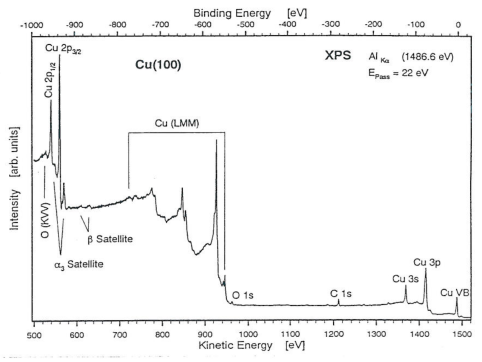 Binding Energy [eV]
-1000 -900 -800 -700 -600 -500 -400 -300 -200 -100 0
Cu 2p1/2
Cu 2p3/2
Cu(100)
XPS
Al Kα (1486.6 eV)
EPass = 22 eV
Cu (LMM)
Intensity [arb. units]
O (KVV)
β Satellite
α3 Satellite
O 1s
C 1s
Cu 3s
Cu 3p
Cu VB
500 600 700 800 900 1000 1100 1200 1300 1400 1500
Kinetic Energy [eV]